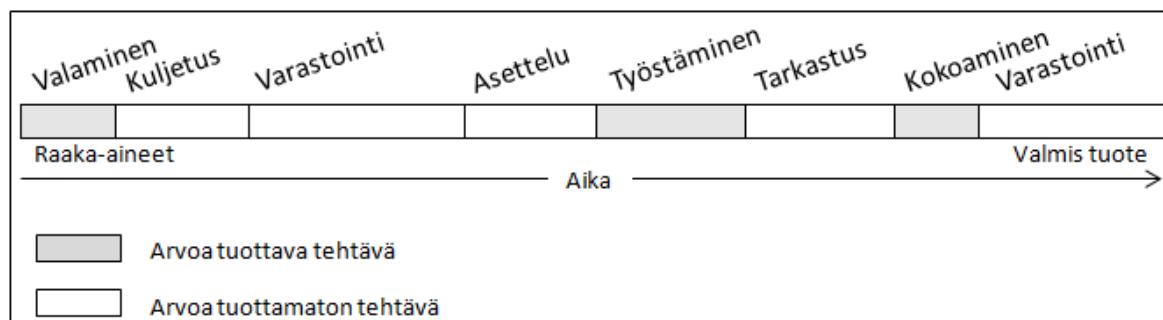 Valaminen
Kuljetus
Varastointi
Asettelu
Työstäminen
Tarkastus
Kokoaminen
Varastointi
Raaka-aineet
Valmis tuote
Aika
Arvoa tuottava tehtävä
Arvoa tuottamaton tehtävä